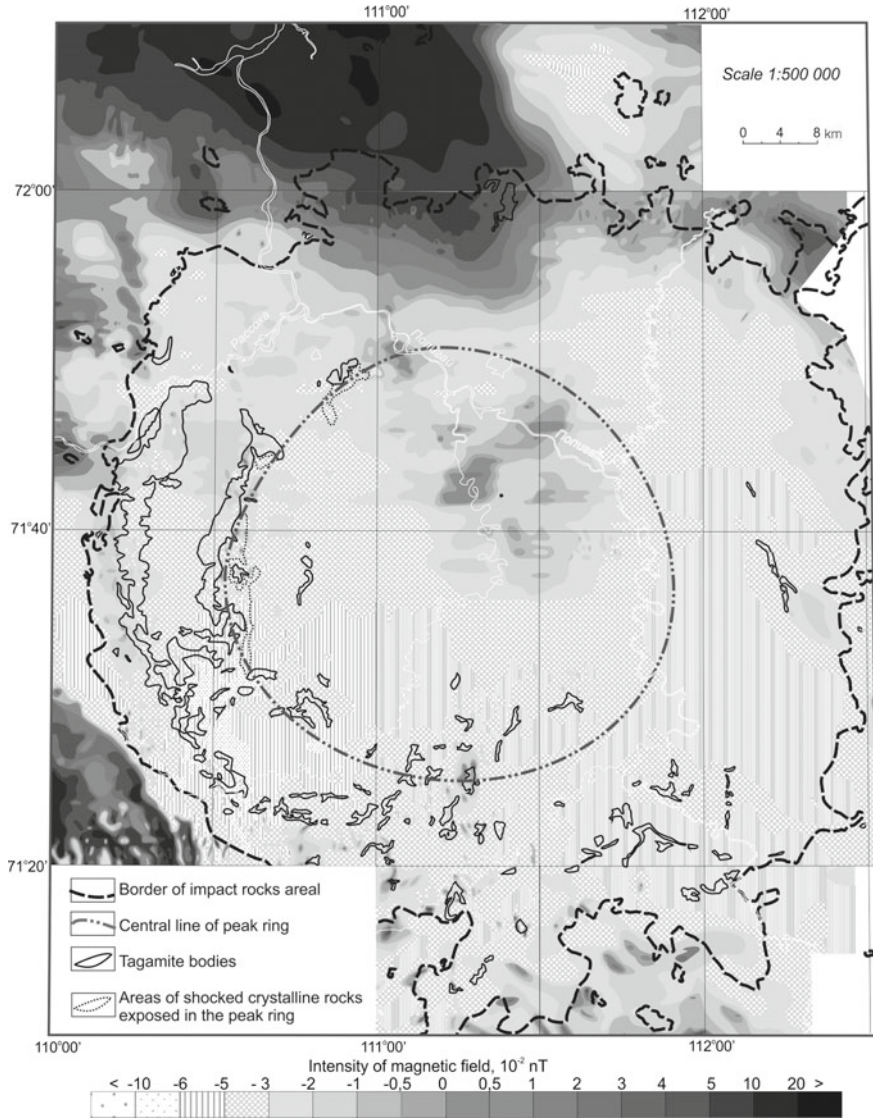 111°00' 112°00'
Scale 1:500 000
0 4 8 km
72°00'
71°40'
71°20'
Border of impact rocks areal
Central line of peak ring
Tagamite bodies
Areas of shocked crystalline rocks
exposed in the peak ring
110°00' 111°00' 112°00'
Intensity of magnetic field, 10⁻² nT
< -10 -6 -5 -3 -2 -1 -0,5 0 0,5 1 2 3 4 5 10 20 >